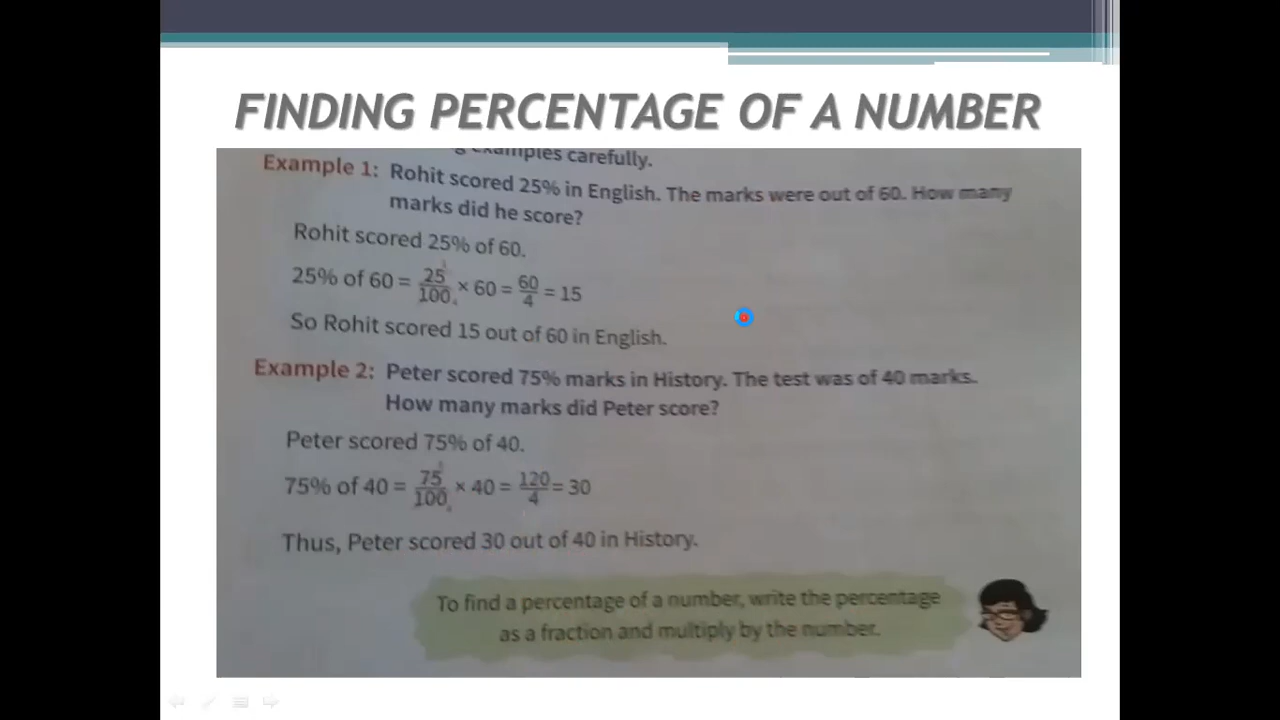 FINDING PERCENTAGE OF A NUMBER
examples carefully.
Example 1: Rohit scored 25% in English. The marks were out of 60. How many
marks did he score?
Rohit scored 25% of 60.
25% of 60 = 25/100 × 60 = 60/4 = 15
So Rohit scored 15 out of 60 in English.
Example 2: Peter scored 75% marks in History. The test was of 40 marks.
How many marks did Peter score?
Peter scored 75% of 40.
75% of 40 = 75/100 × 40 = 120/4 = 30
Thus, Peter scored 30 out of 40 in History.
To find a percentage of a number, write the percentage
as a fraction and multiply by the number.